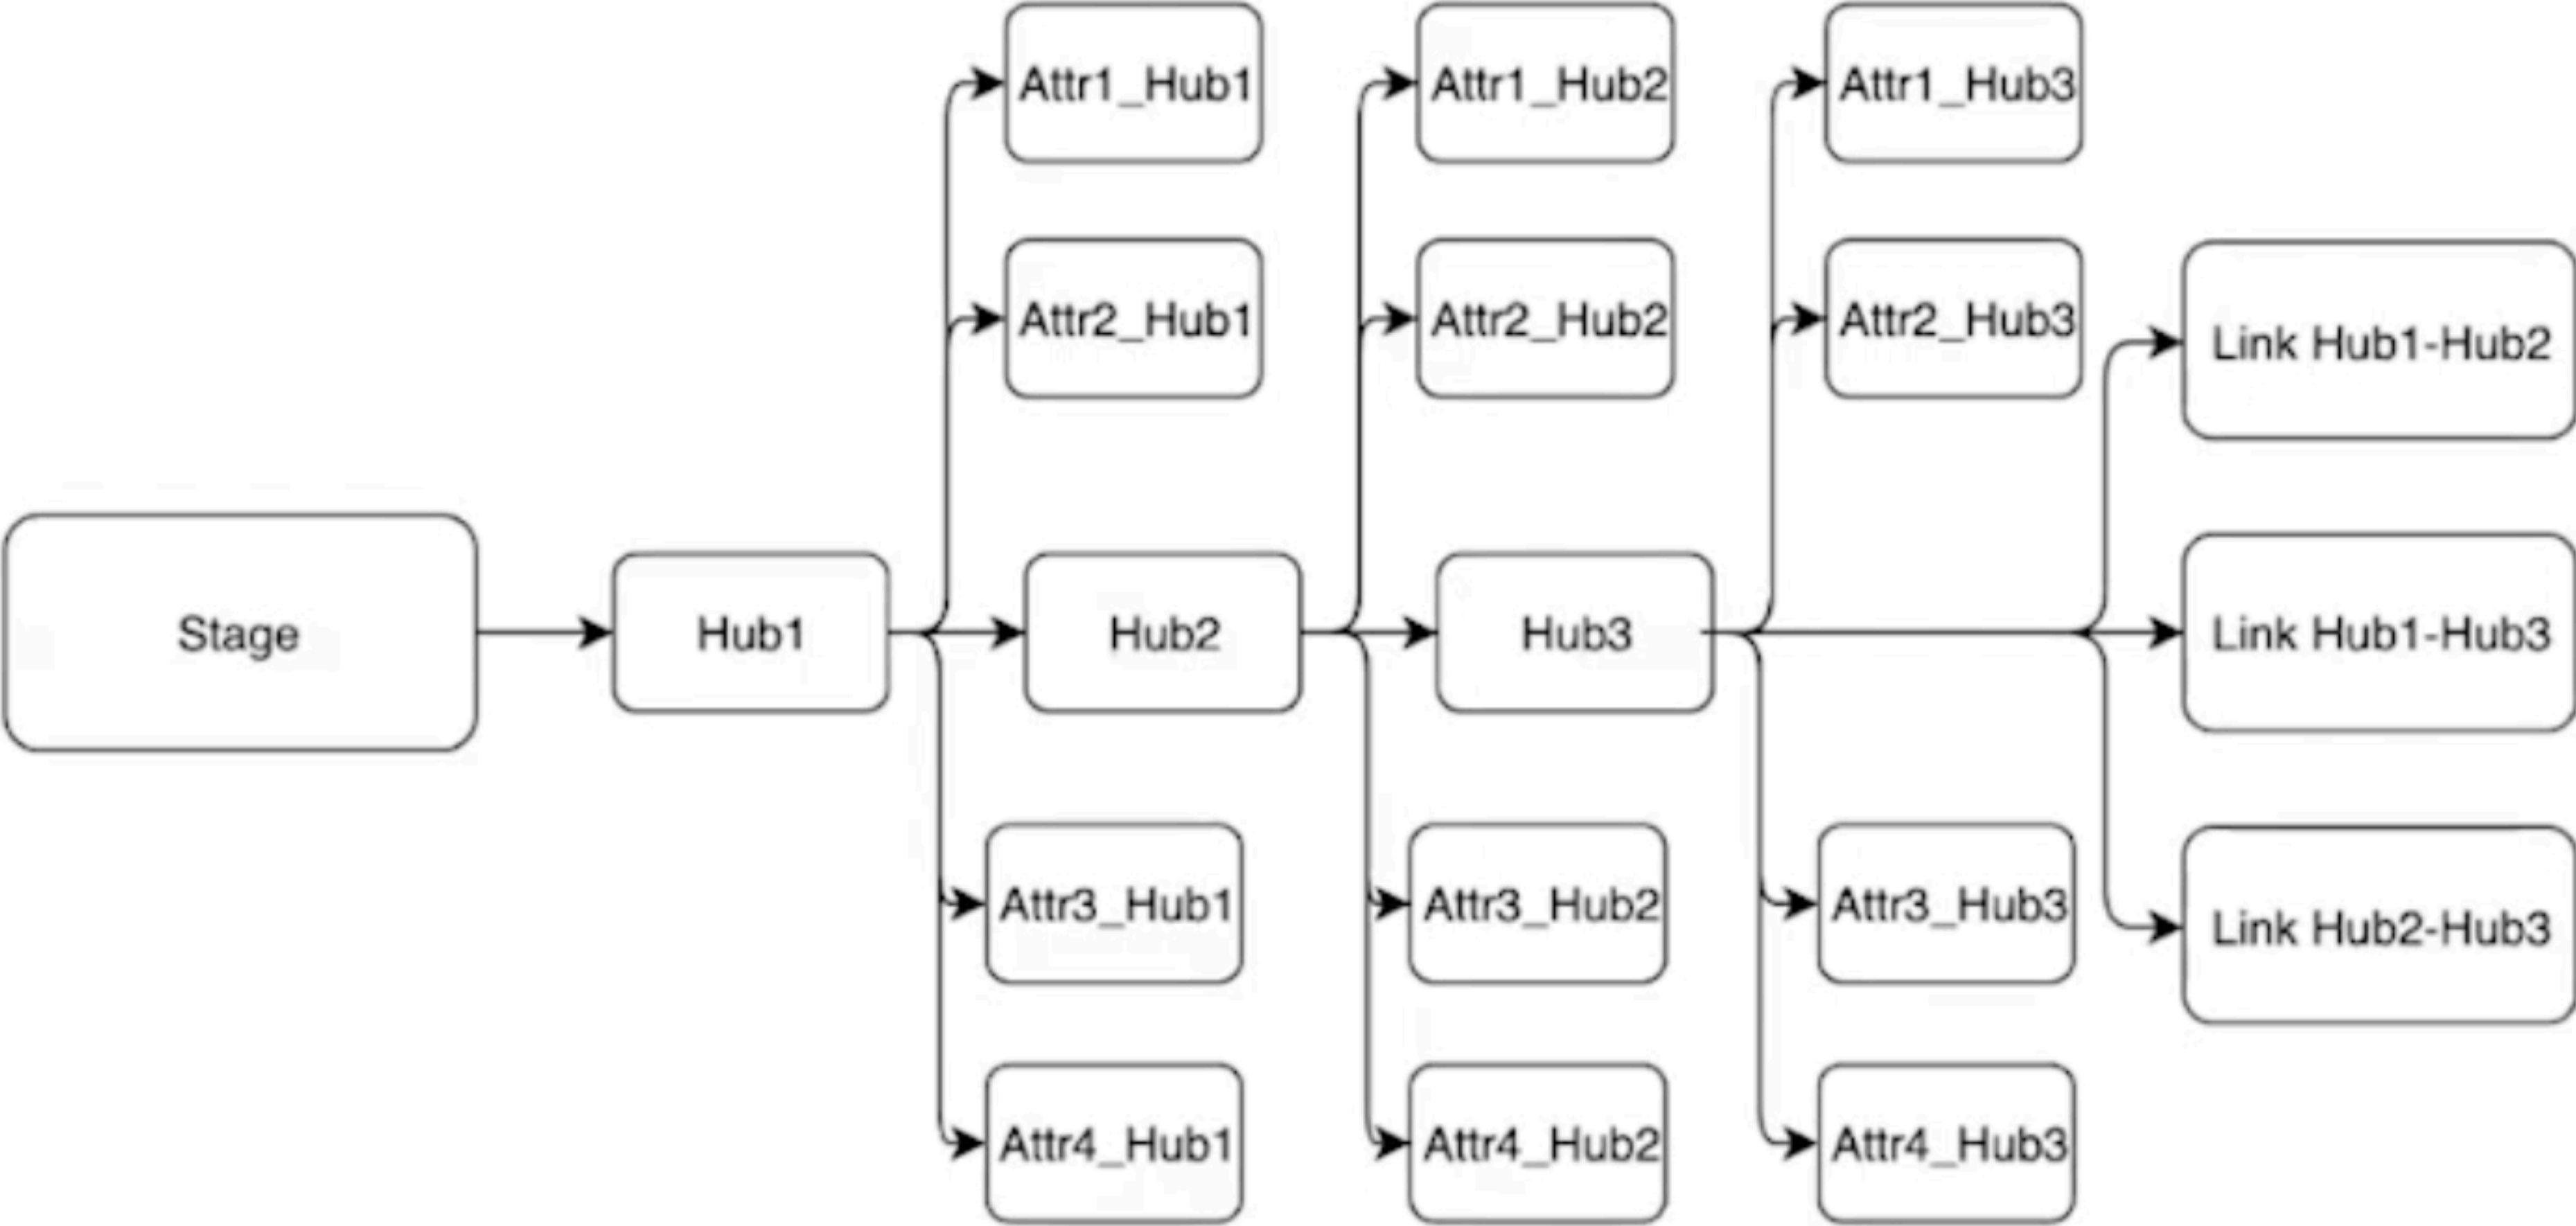 Attr1_Hub1
Attr1_Hub2
Attr1_Hub3
Attr2_Hub1
Attr2_Hub2
Attr2_Hub3
Link Hub1-Hub2
Stage
Hub1
Hub2
Hub3
Link Hub1-Hub3
Attr3_Hub1
Attr3_Hub2
Attr3_Hub3
Link Hub2-Hub3
Attr4_Hub1
Attr4_Hub2
Attr4_Hub3